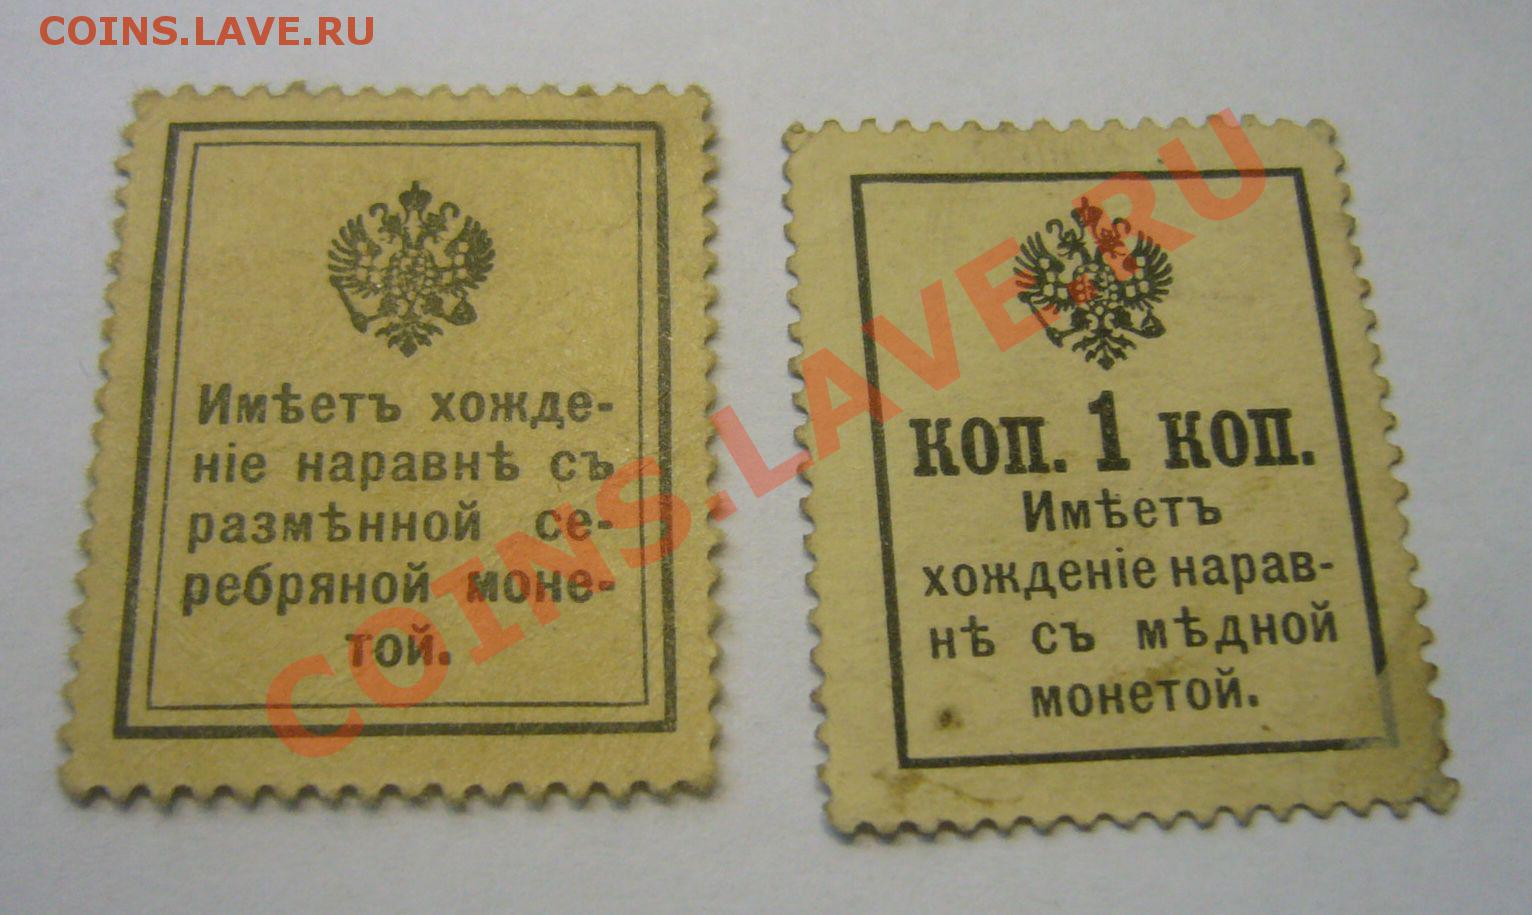 COINS.LAVE.RU
Имѣетъ хожде-
ніе наравнѣ съ
размѣнной се-
ребряной моне-
той.
коп. 1 коп.
Имѣетъ
хожденіе нарав-
нѣ съ мѣдной
монетой.
COINS.LAVE.RU